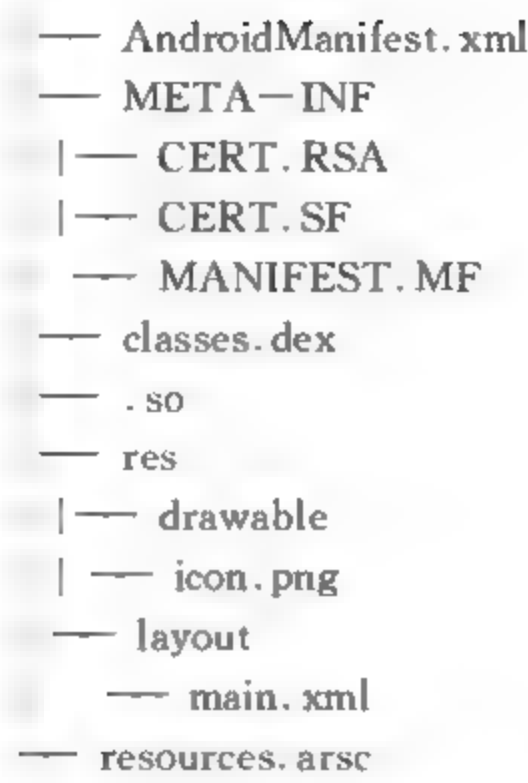 — AndroidManifest.xml
— META—INF
|— CERT.RSA
|— CERT.SF
— MANIFEST.MF
— classes.dex
— .so
— res
|— drawable
| — icon.png
— layout
— main.xml
— resources.arsc